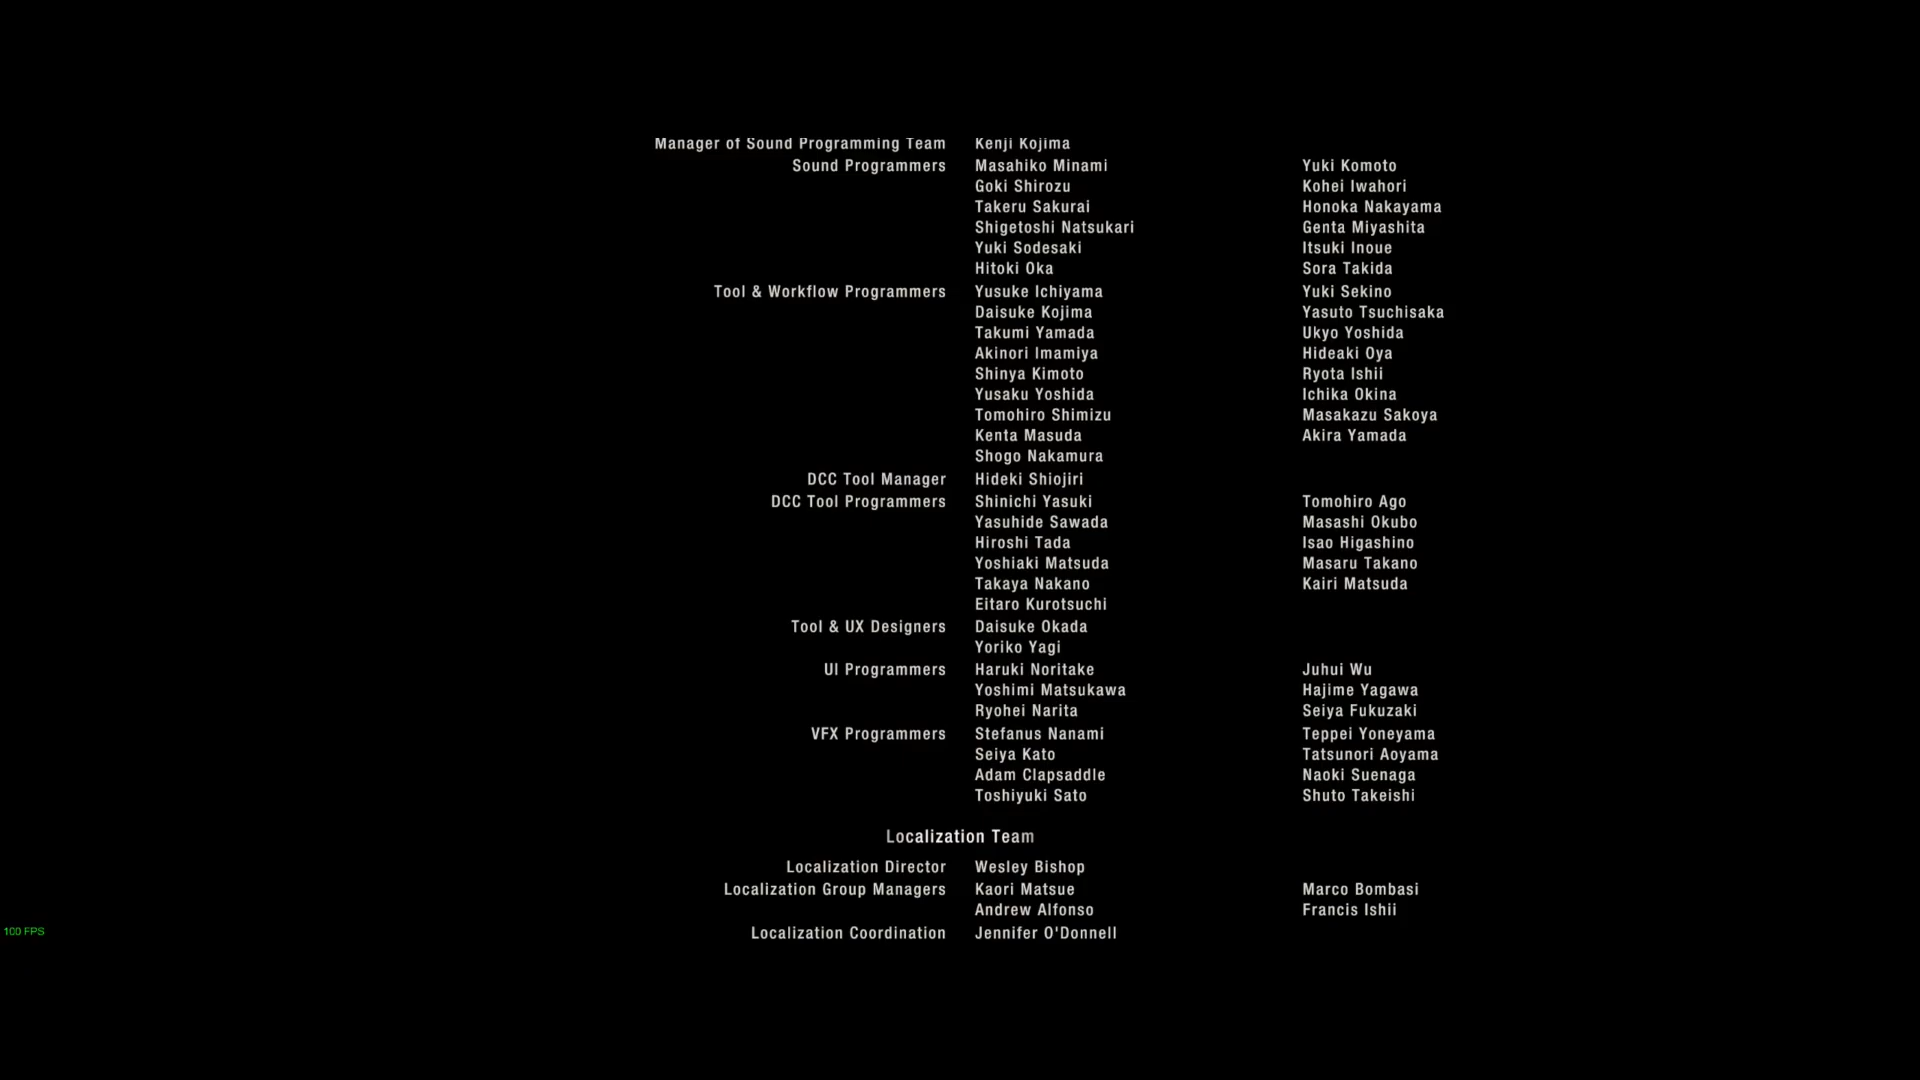 Manager of Sound Programming Team Kenji Kojima
Sound Programmers Masahiko Minami Yuki Komoto
Goki Shirozu Kohei Iwahori
Takeru Sakurai Honoka Nakayama
Shigetoshi Natsukari Genta Miyashita
Yuki Sodesaki Itsuki Inoue
Hitoki Oka Sora Takida
Tool & Workflow Programmers Yusuke Ichiyama Yuki Sekino
Daisuke Kojima Yasuto Tsuchisaka
Takumi Yamada Ukyo Yoshida
Akinori Imamiya Hideaki Oya
Shinya Kimoto Ryota Ishii
Yusaku Yoshida Ichika Okina
Tomohiro Shimizu Masakazu Sakoya
Kenta Masuda Akira Yamada
Shogo Nakamura
DCC Tool Manager Hideki Shiojiri
DCC Tool Programmers Shinichi Yasuki Tomohiro Ago
Yasuhide Sawada Masashi Okubo
Hiroshi Tada Isao Higashino
Yoshiaki Matsuda Masaru Takano
Takaya Nakano Kairi Matsuda
Eitaro Kurotsuchi
Tool & UX Designers Daisuke Okada
Yoriko Yagi
UI Programmers Haruki Noritake Juhui Wu
Yoshimi Matsukawa Hajime Yagawa
Ryohei Narita Seiya Fukuzaki
VFX Programmers Stefanus Nanami Teppei Yoneyama
Seiya Kato Tatsunori Aoyama
Adam Clapsaddle Naoki Suenaga
Toshiyuki Sato Shuto Takeishi
Localization Team
Localization Director Wesley Bishop
Localization Group Managers Kaori Matsue Marco Bombasi
Andrew Alfonso Francis Ishii
Localization Coordination Jennifer O'Donnell
100 FPS